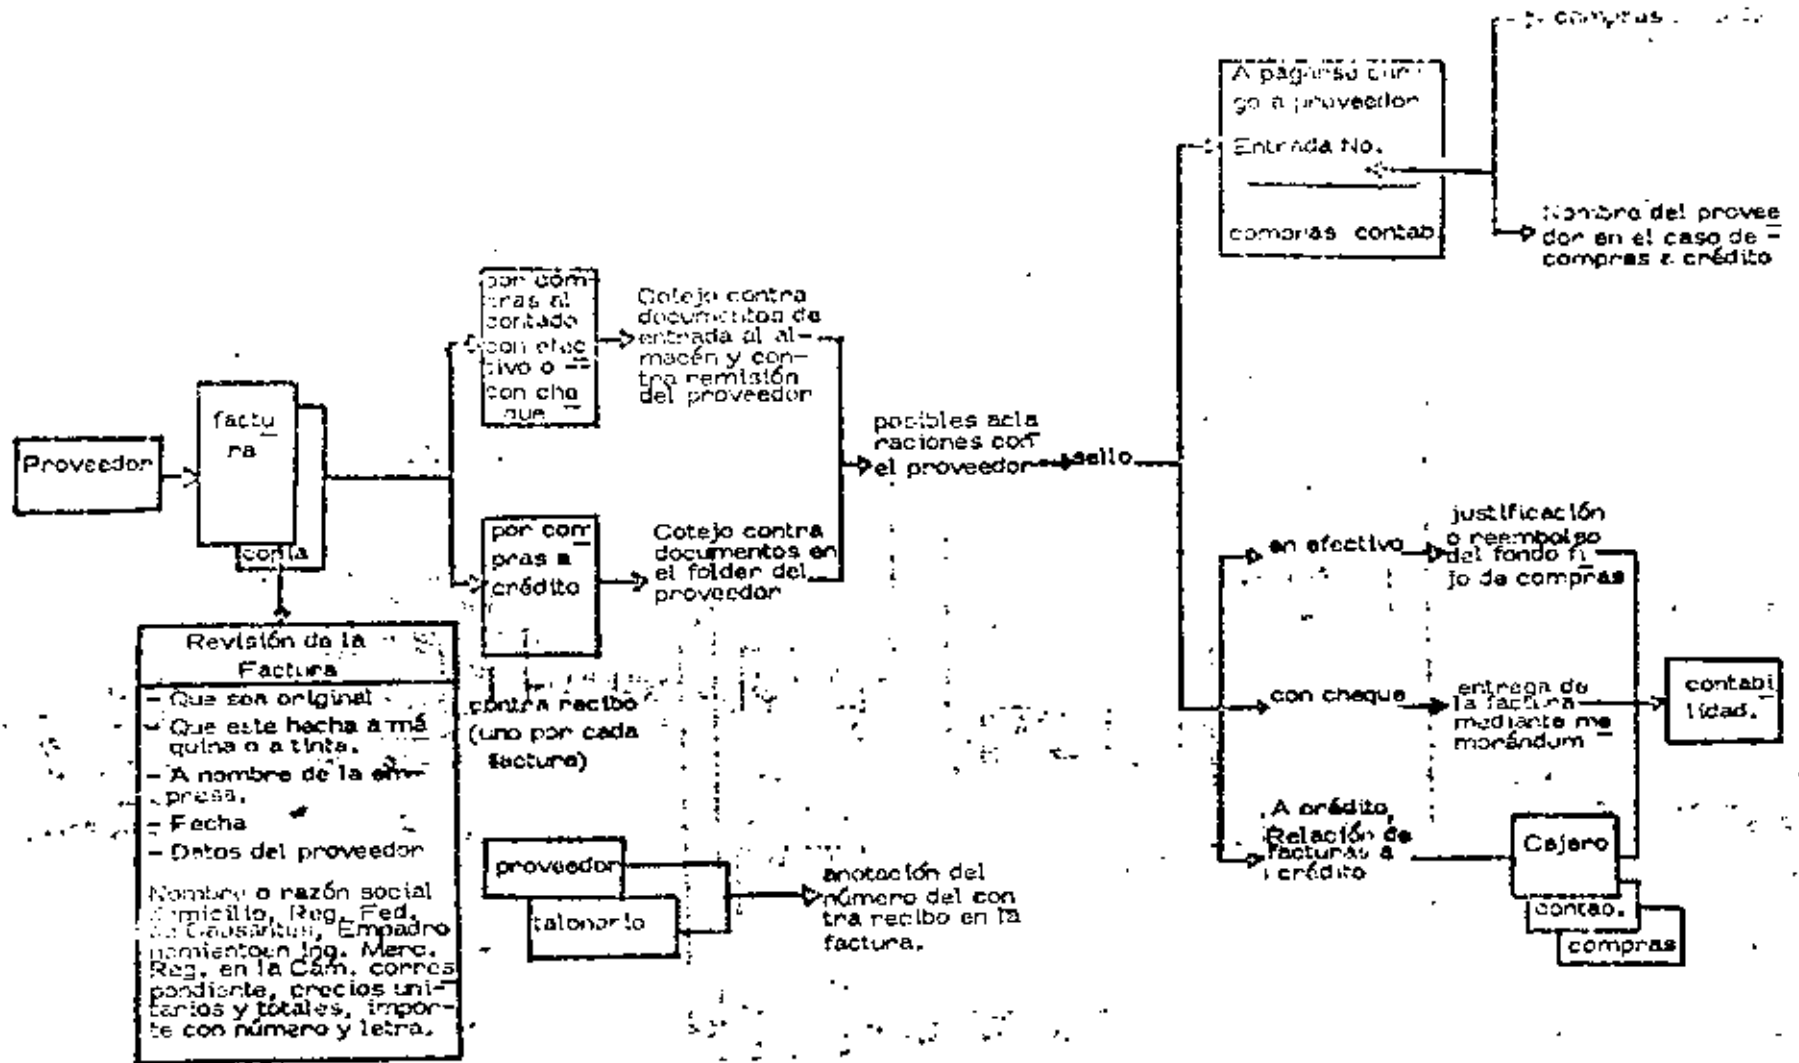 Proveedor
factu
ra
copia
Revisión de la
Factura
- Que sea original
- Que este hecha a má
quina o a tinta.
- A nombre de la em-
presa.
- Fecha
- Datos del proveedor
Nombre o razón social
domicilio, Reg. Fed.
de Causantes, Empadro
namientoen Ing. Merc.
Reg. en la Cám. corres
pondiente, precios uni-
tarios y totales, impor-
te con número y letra.
por com-
pras al
contado
con efec
tivo o
con che
que
Cotejo contra
documentos de
entrada al al-
macén y con-
tra remisión
del proveedor
por com
pras a
crédito
Cotejo contra
documentos en
el folder del
proveedor
contra recibo
(uno por cada
factura)
proveedor
talonario
anotación del
número del con
tra recibo en la
factura.
posibles acla
raciones con
el proveedor
sello
A pagarse car-
go a proveedor
Entrada No.
compras contab
compras
Nombre del provee
dor en el caso de
compras a crédito
en efectivo
justificación
o reembolso
del fondo fi
jo de compras
con cheque
entrega de
la factura
mediante me
morándum
A crédito,
Relación de
facturas a
crédito
Cajero
contab.
compras
contabi
lidad.